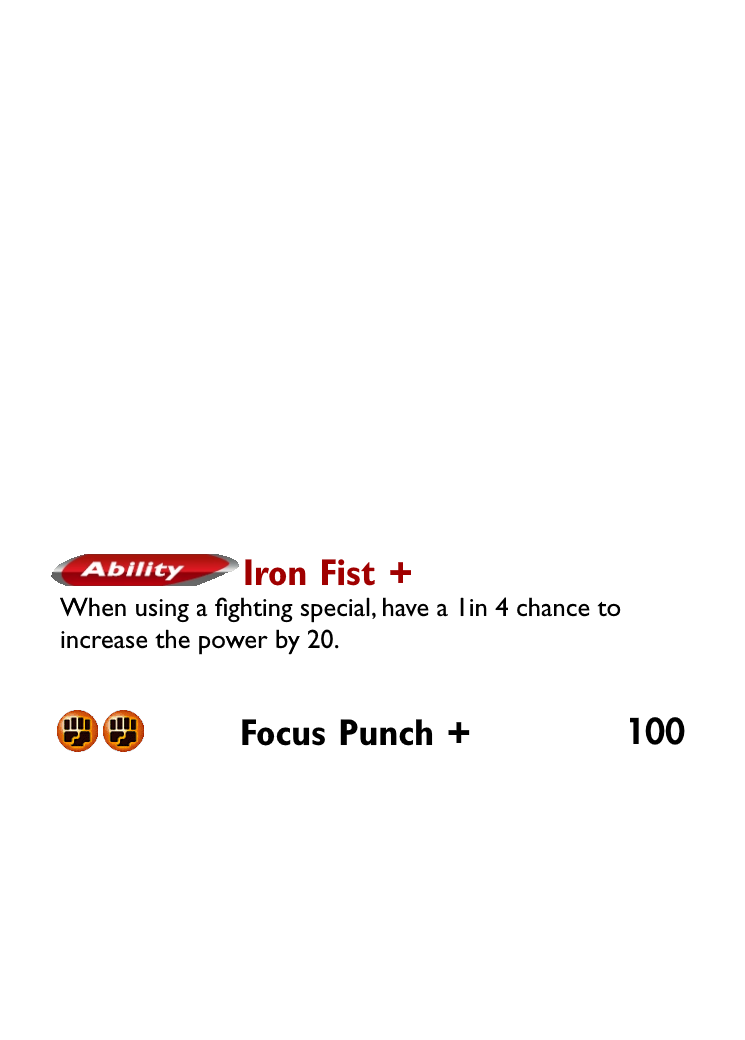 Ability Iron Fist +
When using a fighting special, have a 1in 4 chance to
increase the power by 20.
Focus Punch + 100